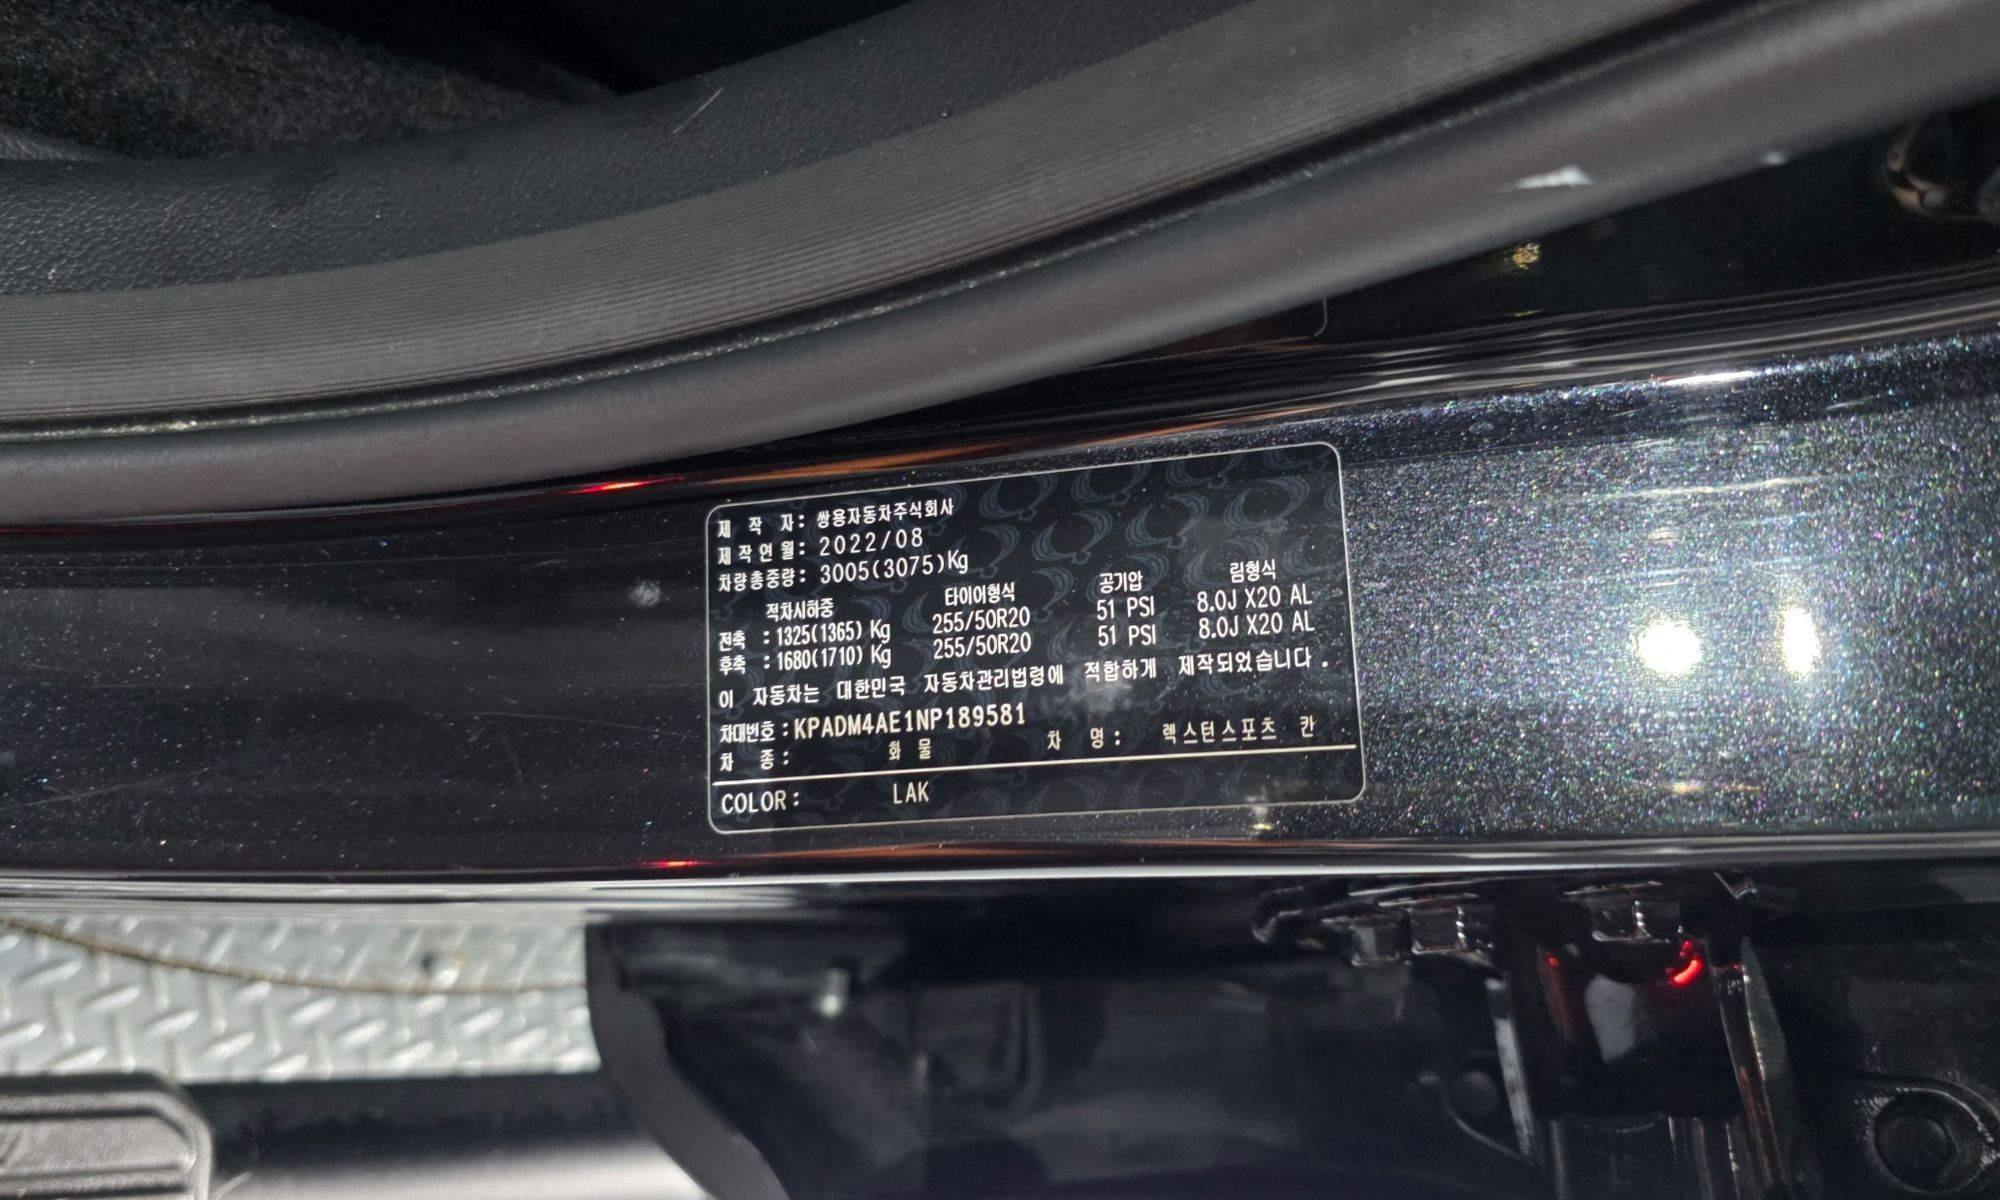 제 작 자: 쌍용자동차주식회사
제작연월: 2022/08
차량총중량: 3005(3075)Kg
적차시하중 타이어형식 공기압 림형식
전축 : 1325(1365) Kg 255/50R20 51 PSI 8.0J X20 AL
후축 : 1680(1710) Kg 255/50R20 51 PSI 8.0J X20 AL
이 자동차는 대한민국 자동차관리법령에 적합하게 제작되었습니다.
차대번호 : KPADM4AE1NP189581
차 종: 화 물 차 명: 렉스턴스포츠 칸
COLOR: LAK